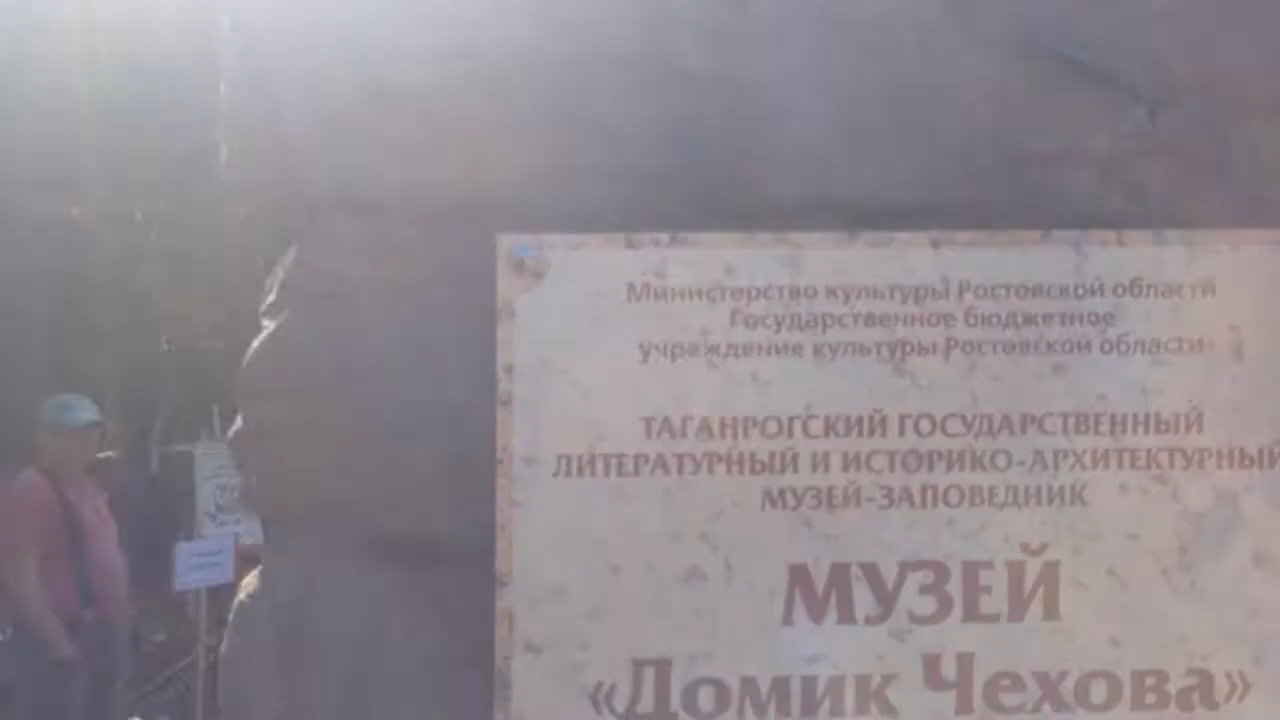 Министерство культуры Ростовской области
Государственное бюджетное
учреждение культуры Ростовской области
ТАГАНРОГСКИЙ ГОСУДАРСТВЕННЫЙ
ЛИТЕРАТУРНЫЙ И ИСТОРИКО-АРХИТЕКТУРНЫЙ
МУЗЕЙ-ЗАПОВЕДНИК
МУЗЕЙ
«Домик Чехова»